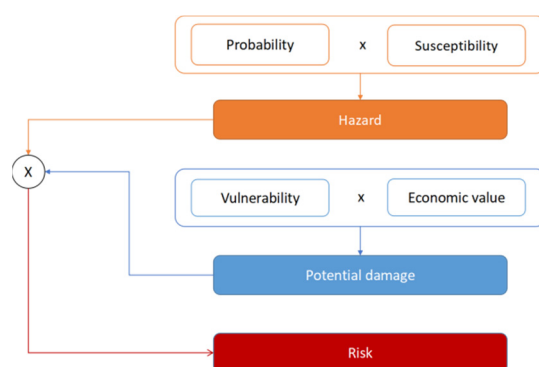 Probability x Susceptibility
Hazard
X
Vulnerability x Economic value
Potential damage
Risk